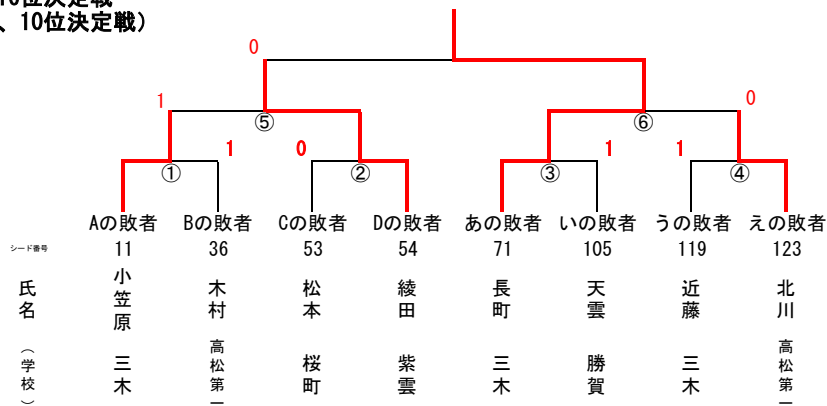 、10位決定戦）
0
1
0
⑤
⑥
1
0
1
1
①
②
③
④
Aの敗者 Bの敗者 Cの敗者 Dの敗者 あの敗者 いの敗者 うの敗者 えの敗者
シード番号 11 36 53 54 71 105 119 123
氏名 小笠原 木村 松本 綾田 長町 天雲 近藤 北川
（学校） 三木 高松第一 桜町 紫雲 三木 勝賀 三木 高松第一